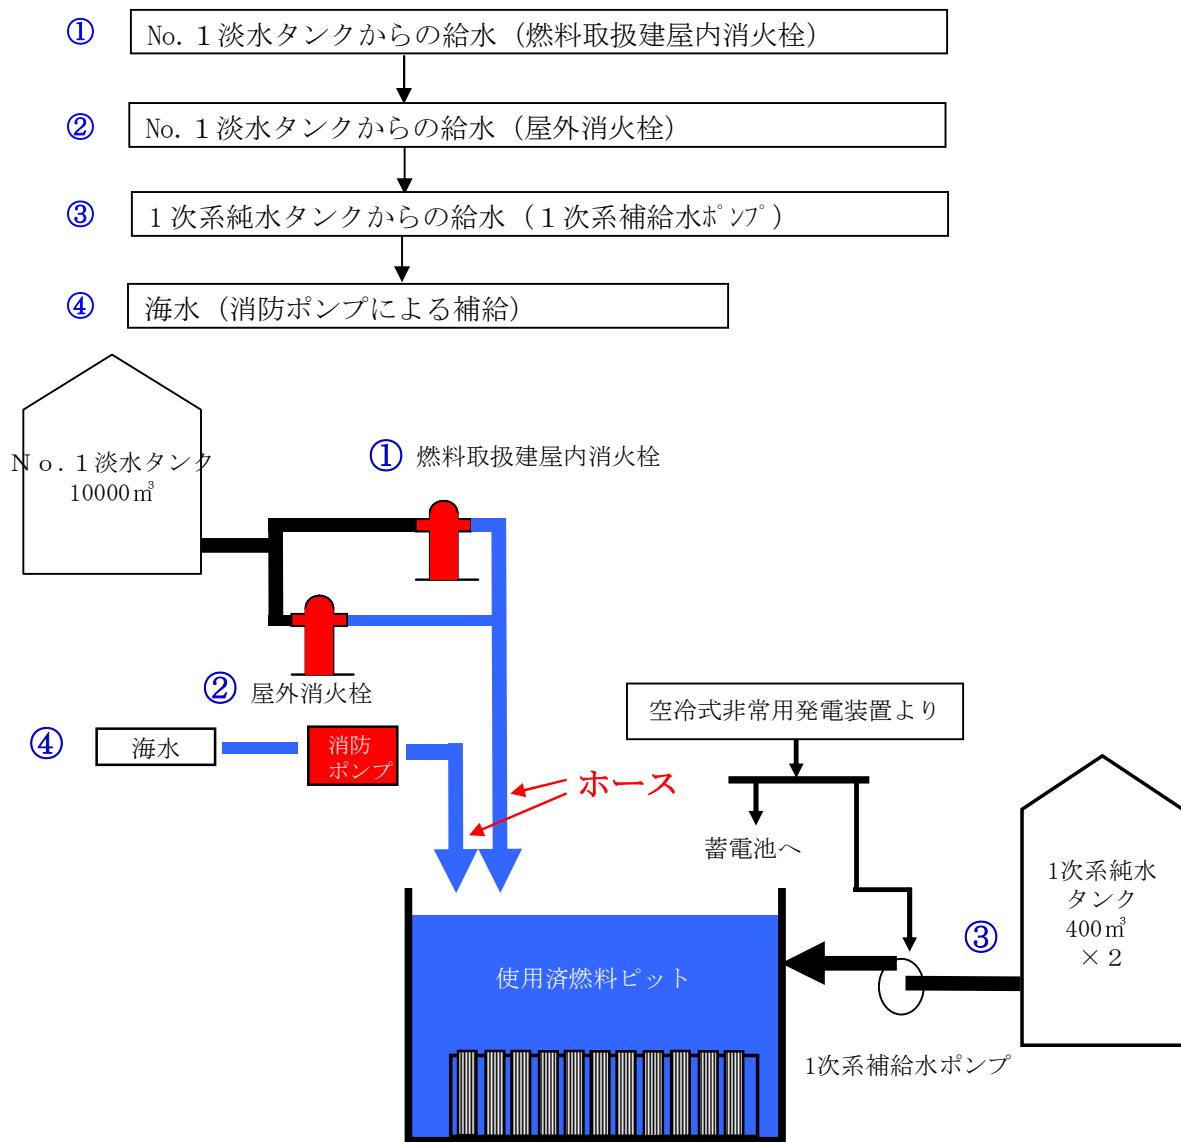 ① No.１淡水タンクからの給水（燃料取扱建屋内消火栓）
② No.１淡水タンクからの給水（屋外消火栓）
③ 1次系純水タンクからの給水（１次系補給水ﾎﾟﾝﾌﾟ）
④ 海水（消防ポンプによる補給）
Ｎｏ.１淡水タンク
10000㎥
① 燃料取扱建屋内消火栓
② 屋外消火栓
④ 海水
消防
ポンプ
ホース
空冷式非常用発電装置より
蓄電池へ
1次系純水
タンク
400㎥
×２
③
使用済燃料ピット
1次系補給水ポンプ